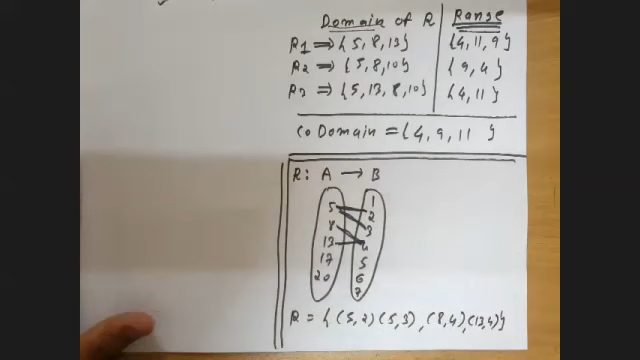 Domain of R Range
R1 ⟹ {5, 8, 13} {4, 11, 9}
R2 ⟹ {5, 8, 10} {9, 4}
R3 ⟹ {5, 13, 8, 10} {4, 11}
Co Domain = {4, 9, 11 }
R: A → B
5 1
8 2
13 3
17 4
20 5
6
7
R = {(5,2)(5,3), (8,4), (13,4)}